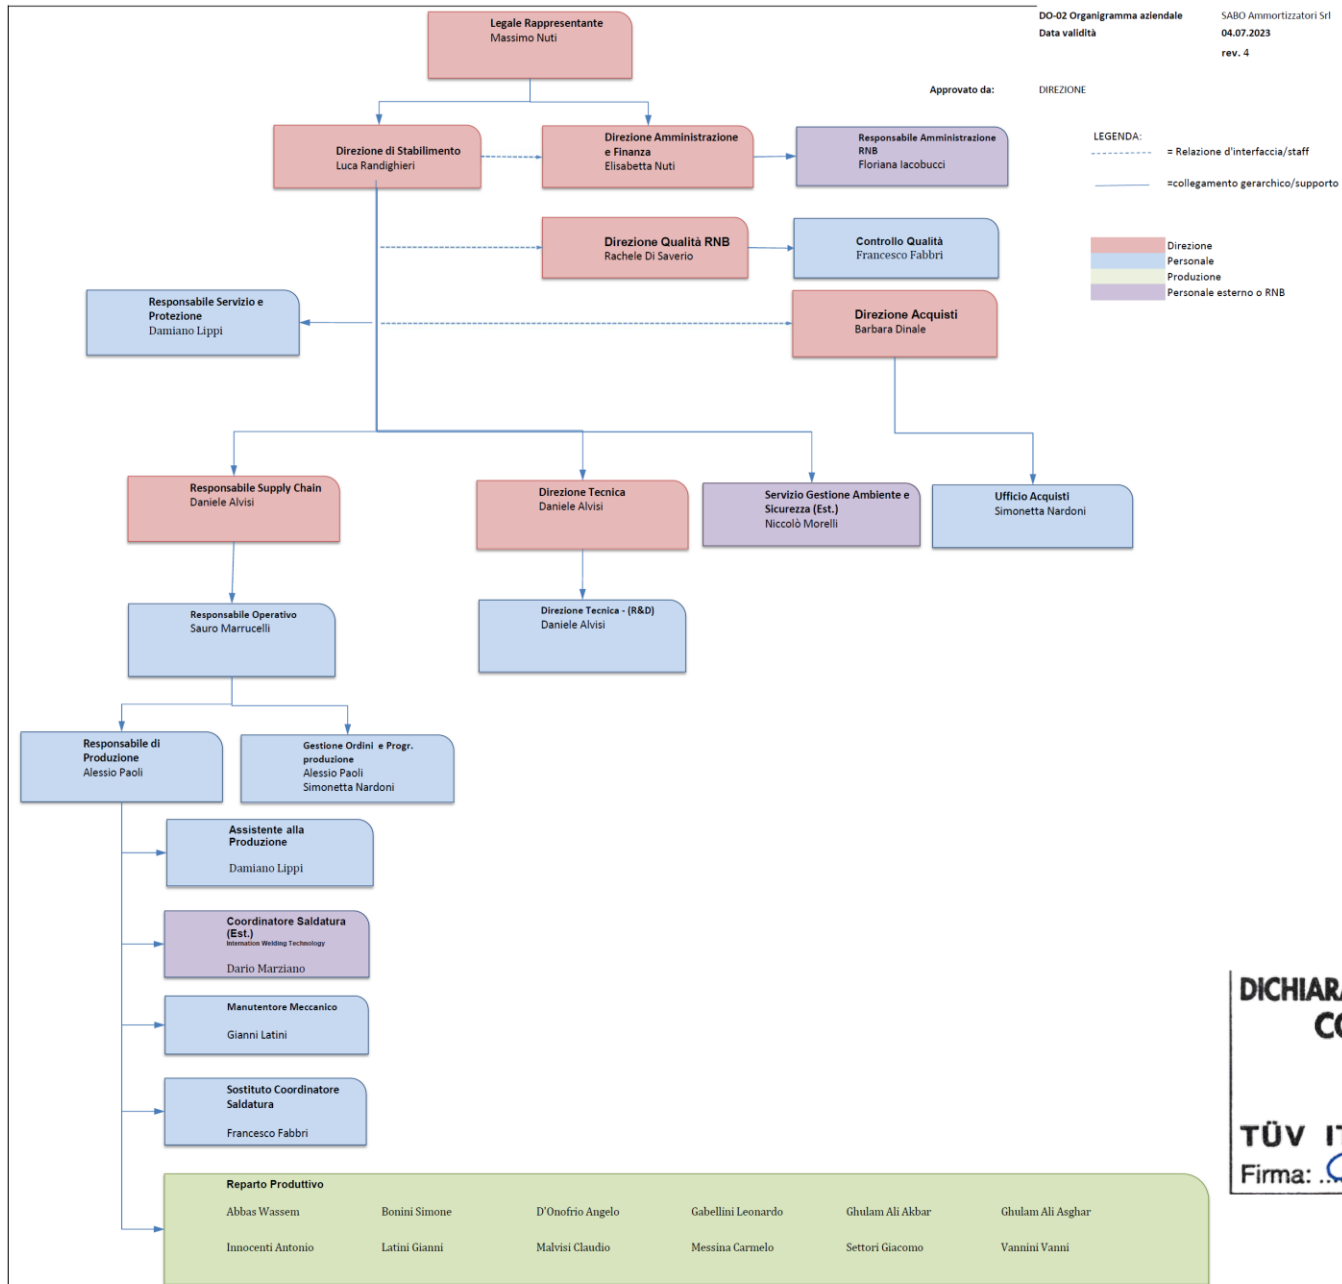 Legale Rappresentante
Massimo Nuti
DO-02 Organigramma aziendale SABO Ammortizzatori Srl
Data validità 04.07.2023
rev. 4
Approvato da: DIREZIONE
Direzione di Stabilimento
Luca Randighieri
Direzione Amministrazione
e Finanza
Elisabetta Nuti
Responsabile Amministrazione
RNB
Floriana Iacobucci
LEGENDA:
= Relazione d'interfaccia/staff
=collegamento gerarchico/supporto
Direzione
Personale
Produzione
Personale esterno o RNB
Direzione Qualità RNB
Rachele Di Saverio
Controllo Qualità
Francesco Fabbri
Responsabile Servizio e
Protezione
Damiano Lippi
Direzione Acquisti
Barbara Dinale
Responsabile Supply Chain
Daniele Alvisi
Direzione Tecnica
Daniele Alvisi
Servizio Gestione Ambiente e
Sicurezza (Est.)
Niccolò Morelli
Ufficio Acquisti
Simonetta Nardoni
Responsabile Operativo
Sauro Marrucelli
Direzione Tecnica - (R&D)
Daniele Alvisi
Responsabile di
Produzione
Alessio Paoli
Gestione Ordini e Progr.
produzione
Alessio Paoli
Simonetta Nardoni
Assistente alla
Produzione
Damiano Lippi
Coordinatore Saldatura
(Est.)
Internation Welding Technology
Dario Marziano
Manutentore Meccanico
Gianni Latini
Sostituto Coordinatore
Saldatura
Francesco Fabbri
Reparto Produttivo
Abbas Wassem Bonini Simone D'Onofrio Angelo Gabellini Leonardo Ghulam Ali Akbar Ghulam Ali Asghar
Innocenti Antonio Latini Gianni Malvisi Claudio Messina Carmelo Settori Giacomo Vannini Vanni
DICHIARA
CO
TÜV IT
Firma: ...